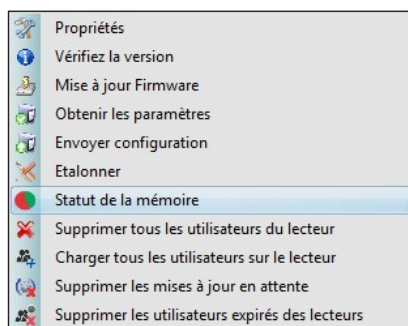 Propriétés
Vérifiez la version
Mise à jour Firmware
Obtenir les paramètres
Envoyer configuration
Etalonner
Statut de la mémoire
Supprimer tous les utilisateurs du lecteur
Charger tous les utilisateurs sur le lecteur
Supprimer les mises à jour en attente
Supprimer les utilisateurs expirés des lecteurs